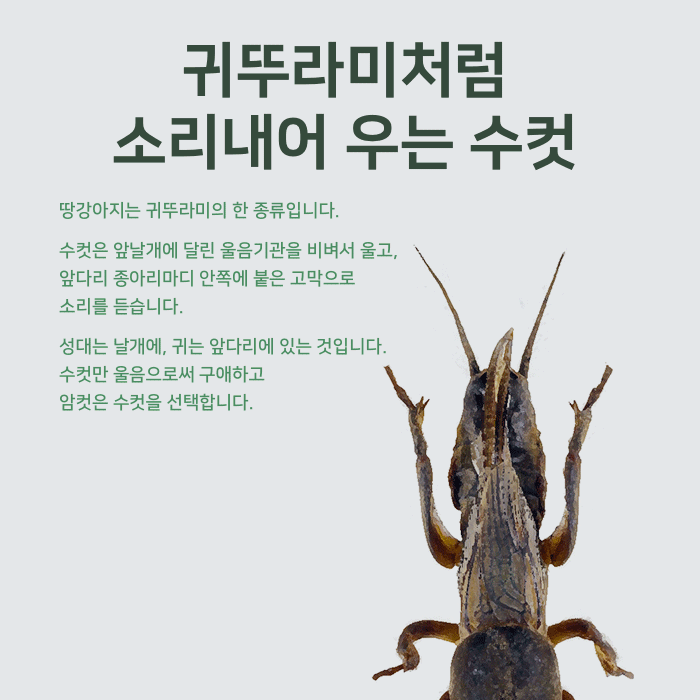 귀뚜라미처럼
소리내어 우는 수컷
땅강아지는 귀뚜라미의 한 종류입니다.
수컷은 앞날개에 달린 울음기관을 비벼서 울고,
앞다리 종아리마디 안쪽에 붙은 고막으로
소리를 듣습니다.
성대는 날개에, 귀는 앞다리에 있는 것입니다.
수컷만 울음으로써 구애하고
암컷은 수컷을 선택합니다.